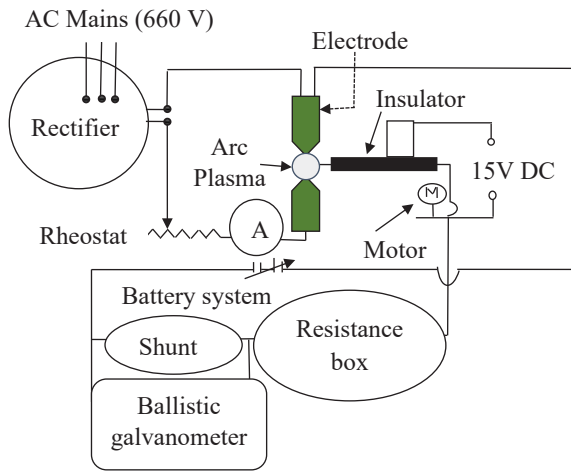 AC Mains (660 V)
Electrode
Rectifier
Insulator
Arc
Plasma
15V DC
M
Rheostat
A
Motor
Battery system
Shunt
Resistance
box
Ballistic
galvanometer